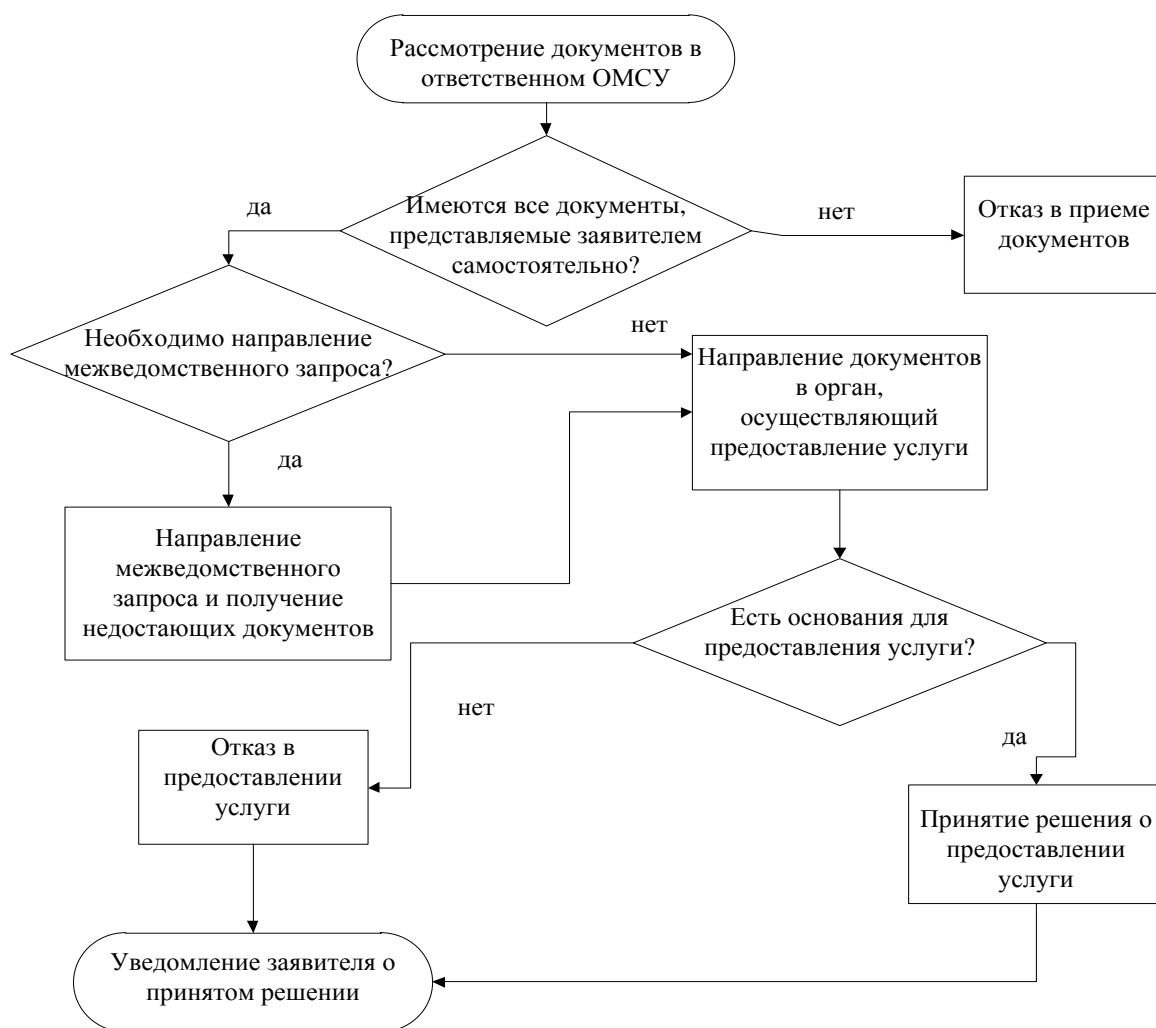 Рассмотрение документов в
ответственном ОМСУ
да
Имеются все документы,
представляемые заявителем
самостоятельно?
нет
Отказ в приеме
документов
Необходимо направление
межведомственного запроса?
нет
Направление документов
в орган,
осуществляющий
предоставление услуги
да
Направление
межведомственного
запроса и получение
недостающих документов
Есть основания для
предоставления услуги?
нет
да
Отказ в
предоставлении
услуги
Принятие решения о
предоставлении
услуги
Уведомление заявителя о
принятом решении